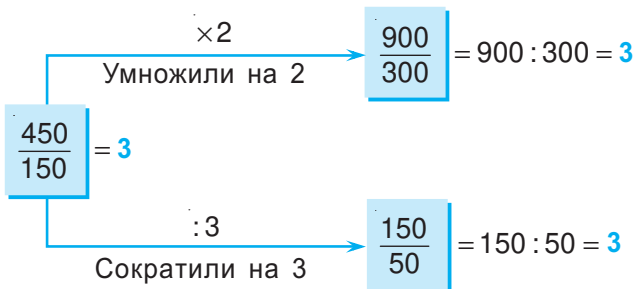 ×2
Умножили на 2
900/300 = 900 : 300 = 3
450/150 = 3
: 3
Сократили на 3
150/50 = 150 : 50 = 3